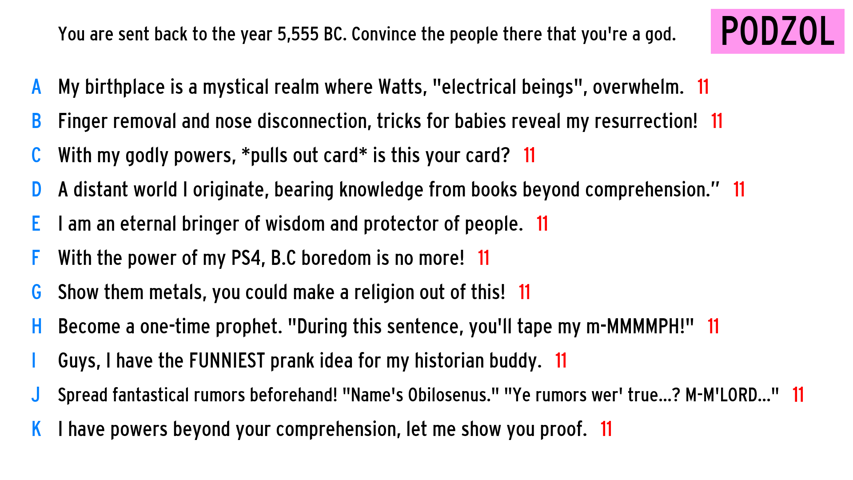 You are sent back to the year 5,555 BC. Convince the people there that you're a god.
PODZOL
A My birthplace is a mystical realm where Watts, "electrical beings", overwhelm. 11
B Finger removal and nose disconnection, tricks for babies reveal my resurrection! 11
C With my godly powers, *pulls out card* is this your card? 11
D A distant world I originate, bearing knowledge from books beyond comprehension.” 11
E I am an eternal bringer of wisdom and protector of people. 11
F With the power of my PS4, B.C boredom is no more! 11
G Show them metals, you could make a religion out of this! 11
H Become a one-time prophet. "During this sentence, you'll tape my m-MMMMPH!" 11
I Guys, I have the FUNNIEST prank idea for my historian buddy. 11
J Spread fantastical rumors beforehand! "Name's Obilosenus." "Ye rumors wer' true...? M-M'LORD..." 11
K I have powers beyond your comprehension, let me show you proof. 11